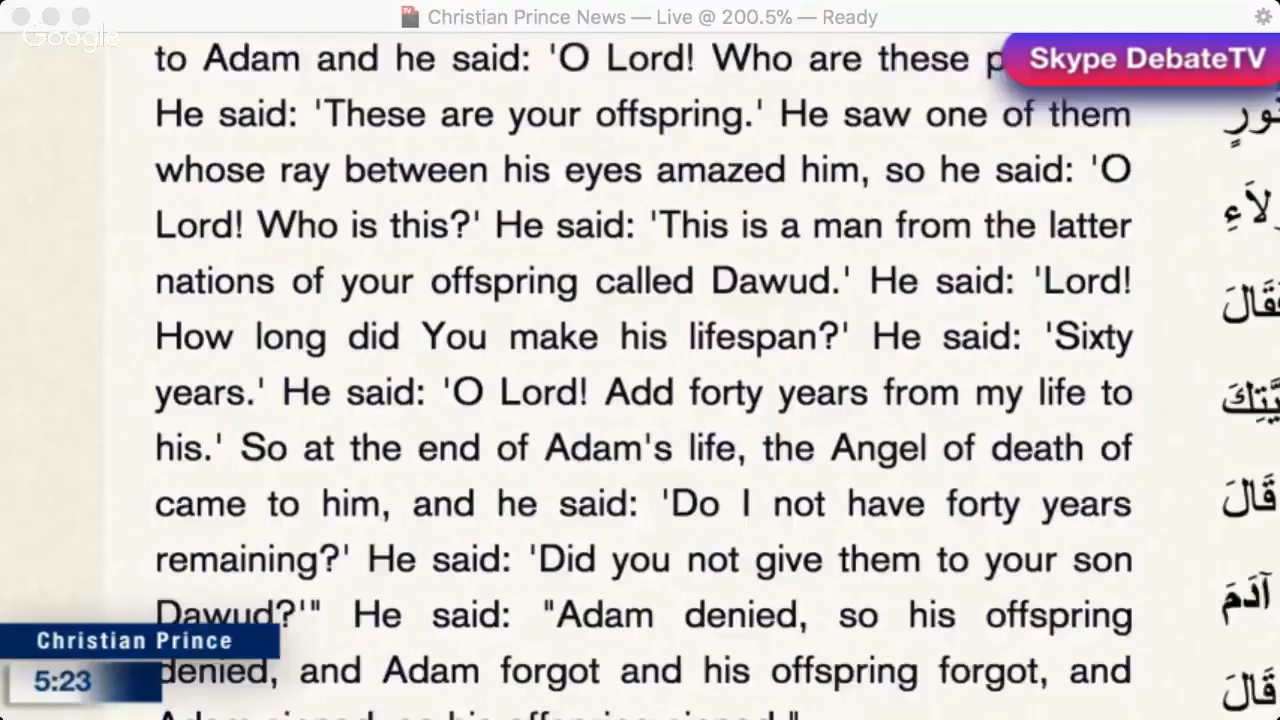 Christian Prince News — Live @ 200.5% — Ready
Google
Skype DebateTV
to Adam and he said: 'O Lord! Who are these
He said: 'These are your offspring.' He saw one of them
whose ray between his eyes amazed him, so he said: 'O
Lord! Who is this?' He said: 'This is a man from the latter
nations of your offspring called Dawud.' He said: 'Lord!
How long did You make his lifespan?' He said: 'Sixty
years.' He said: 'O Lord! Add forty years from my life to
his.' So at the end of Adam's life, the Angel of death of
came to him, and he said: 'Do I not have forty years
remaining?' He said: 'Did you not give them to your son
Dawud?'" He said: "Adam denied, so his offspring
denied, and Adam forgot and his offspring forgot, and
قَالَ
آدَمَ
قَالَ
Christian Prince
5:23